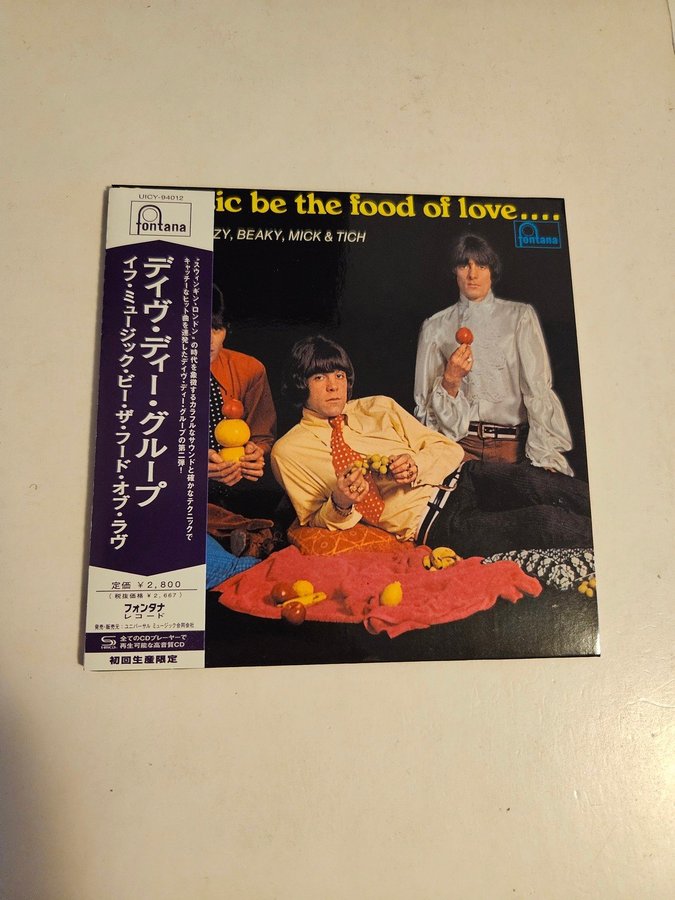 UICY-94012
fontana
デイヴ・ディー・グループ
イフ・ミュージック・ビー・ザ・フード・オブ・ラヴ
"スウィンギン・ロンドン"の時代を象徴するカラフルなサウンドと確かなテクニックで
キャッチーなヒット曲を連発したデイヴ・ディー・グループの第二弾!
定価 ¥2,800
(税抜価格 ¥2,667)
フォンタナ
レコード
発売・販売元:ユニバーサル ミュージック合同会社
SHM-CD
全てのCDプレーヤーで
再生可能な高音質CD
初回生産限定
ic be the food of love....
ZY, BEAKY, MICK & TICH
fontana